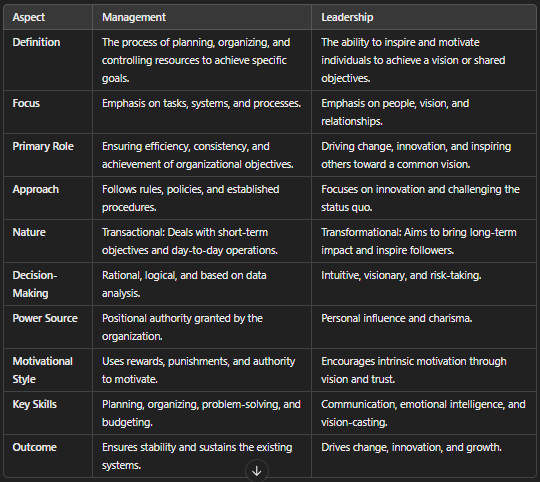 Aspect Management Leadership
Definition The process of planning, organizing, and The ability to inspire and motivate
controlling resources to achieve specific individuals to achieve a vision or shared
goals. objectives.
Focus Emphasis on tasks, systems, and processes. Emphasis on people, vision, and
relationships.
Primary Role Ensuring efficiency, consistency, and Driving change, innovation, and inspiring
achievement of organizational objectives. others toward a common vision.
Approach Follows rules, policies, and established Focuses on innovation and challenging the
procedures. status quo.
Nature Transactional: Deals with short-term Transformational: Aims to bring long-term
objectives and day-to-day operations. impact and inspire followers.
Decision- Rational, logical, and based on data Intuitive, visionary, and risk-taking.
Making analysis.
Power Source Positional authority granted by the Personal influence and charisma.
organization.
Motivational Uses rewards, punishments, and authority Encourages intrinsic motivation through
Style to motivate. vision and trust.
Key Skills Planning, organizing, problem-solving, and Communication, emotional intelligence, and
budgeting. vision-casting.
Outcome Ensures stability and sustains the existing Drives change, innovation, and growth.
systems.